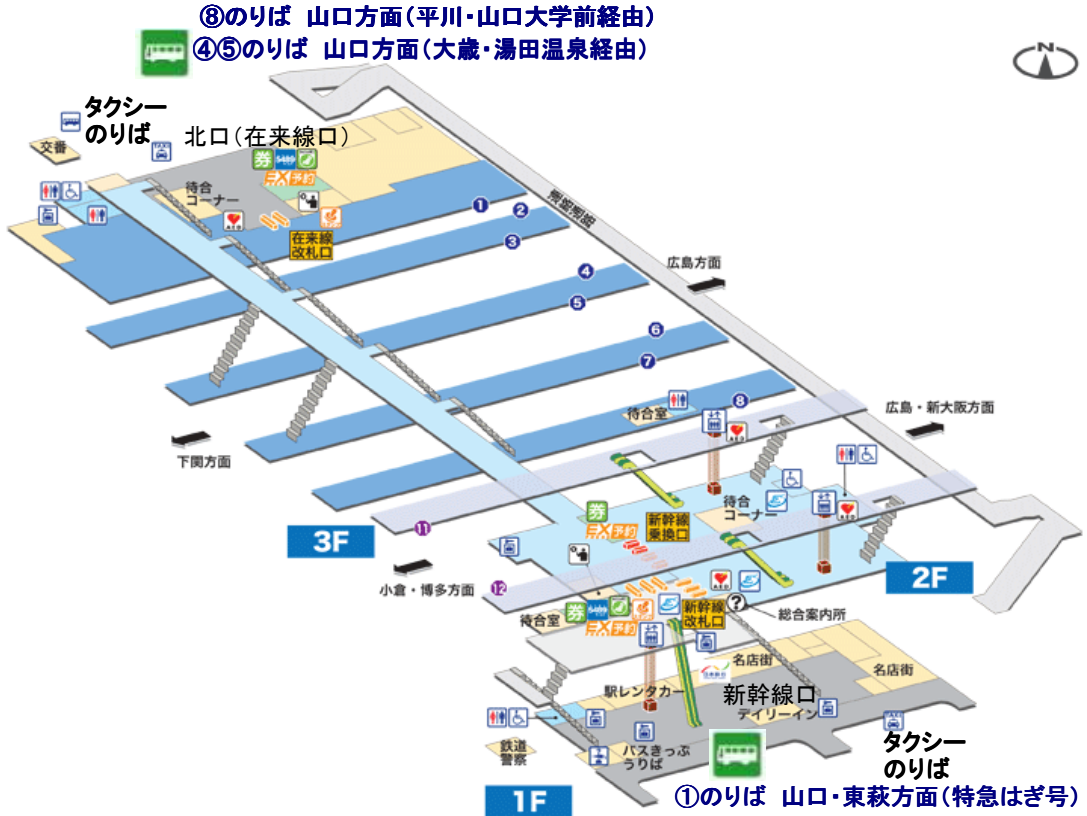 ⑧のりば 山口方面(平川・山口大学前経由)
④⑤のりば 山口方面(大歳・湯田温泉経由)
N
タクシー
のりば
交番
TAXI
北口(在来線口)
券 5489
EX予約
待合
コーナー
AED
在来線
改札口
1
2
3
4
5
6
7
8
広島方面
下関方面
待合室
AED
広島・新大阪方面
3F
11
小倉・博多方面
12
券
EX予約
新幹線
乗換口
待合
コーナー
AED
2F
AED
待合室
券 5489
EX予約
新幹線
改札口
?
総合案内所
名店街
名店街
駅レンタカー
新幹線口
デイリーイン
TAXI
タクシー
のりば
鉄道
警察
バスきっぷ
うりば
1F
①のりば 山口・東萩方面(特急はぎ号)